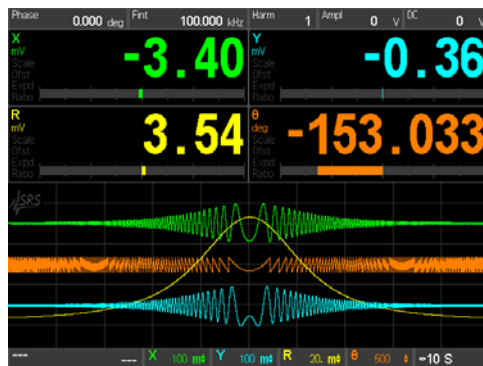 Phase 0.000 deg Fint 100.000 kHz Harm 1 Ampl 0 V DC 0 V
X mV -3.40 Y mV -0.36
Scale Scale
Ofst Ofst
Expd Expd
Ratio Ratio
R mV 3.54 θ deg -153.033
Scale Scale
Ofst Ofst
Expd Expd
Ratio Ratio
SRS
--- --- X 100 m Y 100 m R 20. m θ 500 10 S